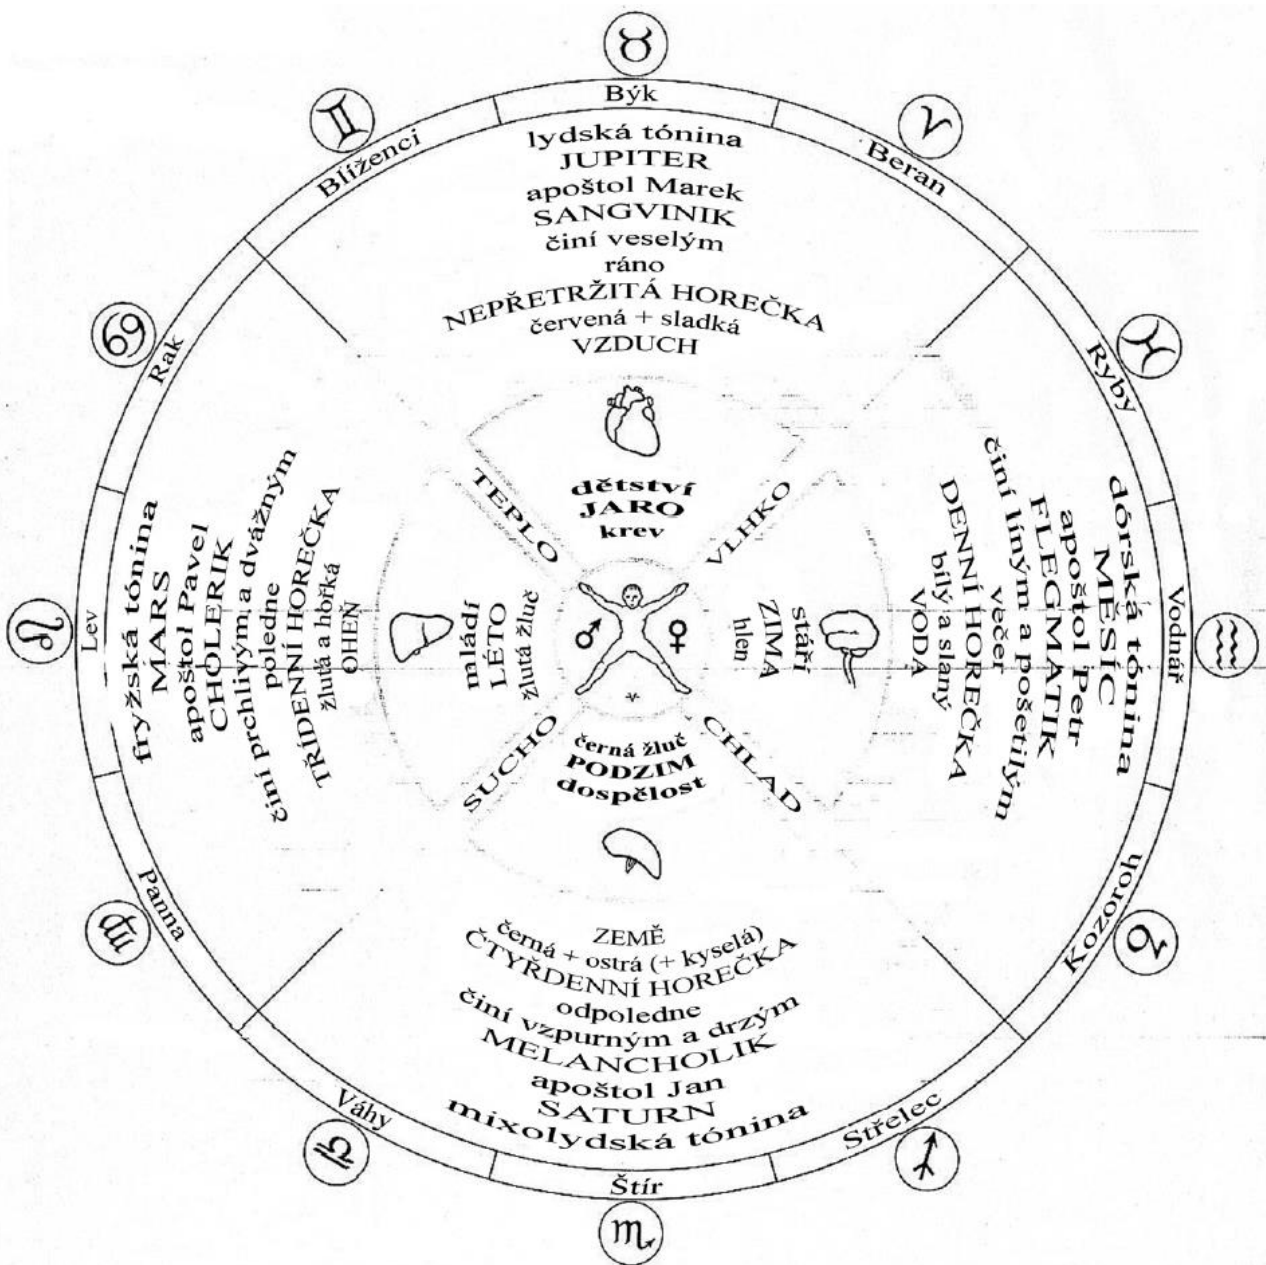 Býk
Beran
Ryby
Vodnář
Kozoroh
Střelec
Štír
Váhy
Panna
Lev
Rak
Blíženci
lydská tónina
JUPITER
apoštol Marek
SANGVINIK
činí veselým
ráno
NEPŘETRŽITÁ HOREČKA
červená + sladká
VZDUCH
dětství
JARO
krev
TEPLO
VLHKO
CHLAD
SUCHO
dórská tónina
MĚSÍC
apoštol Petr
FLEGMATIK
činí líným a pošetilým
večer
DENNÍ HOREČKA
bílý a slaný
VODA
stáří
ZIMA
hlen
černá žluč
PODZIM
dospělost
ZEMĚ
černá + ostrá (+ kyselá)
ČTYŘDENNÍ HOREČKA
odpoledne
činí vzpurným a drzým
MELANCHOLIK
apoštol Jan
SATURN
mixolydská tónina
fryžská tónina
MARS
apoštol Pavel
CHOLERIK
činí prchlivým a dvážným
poledne
TŘÍDENNÍ HOREČKA
žlutá a hořká
OHEŇ
mládí
LÉTO
žlutá žluč